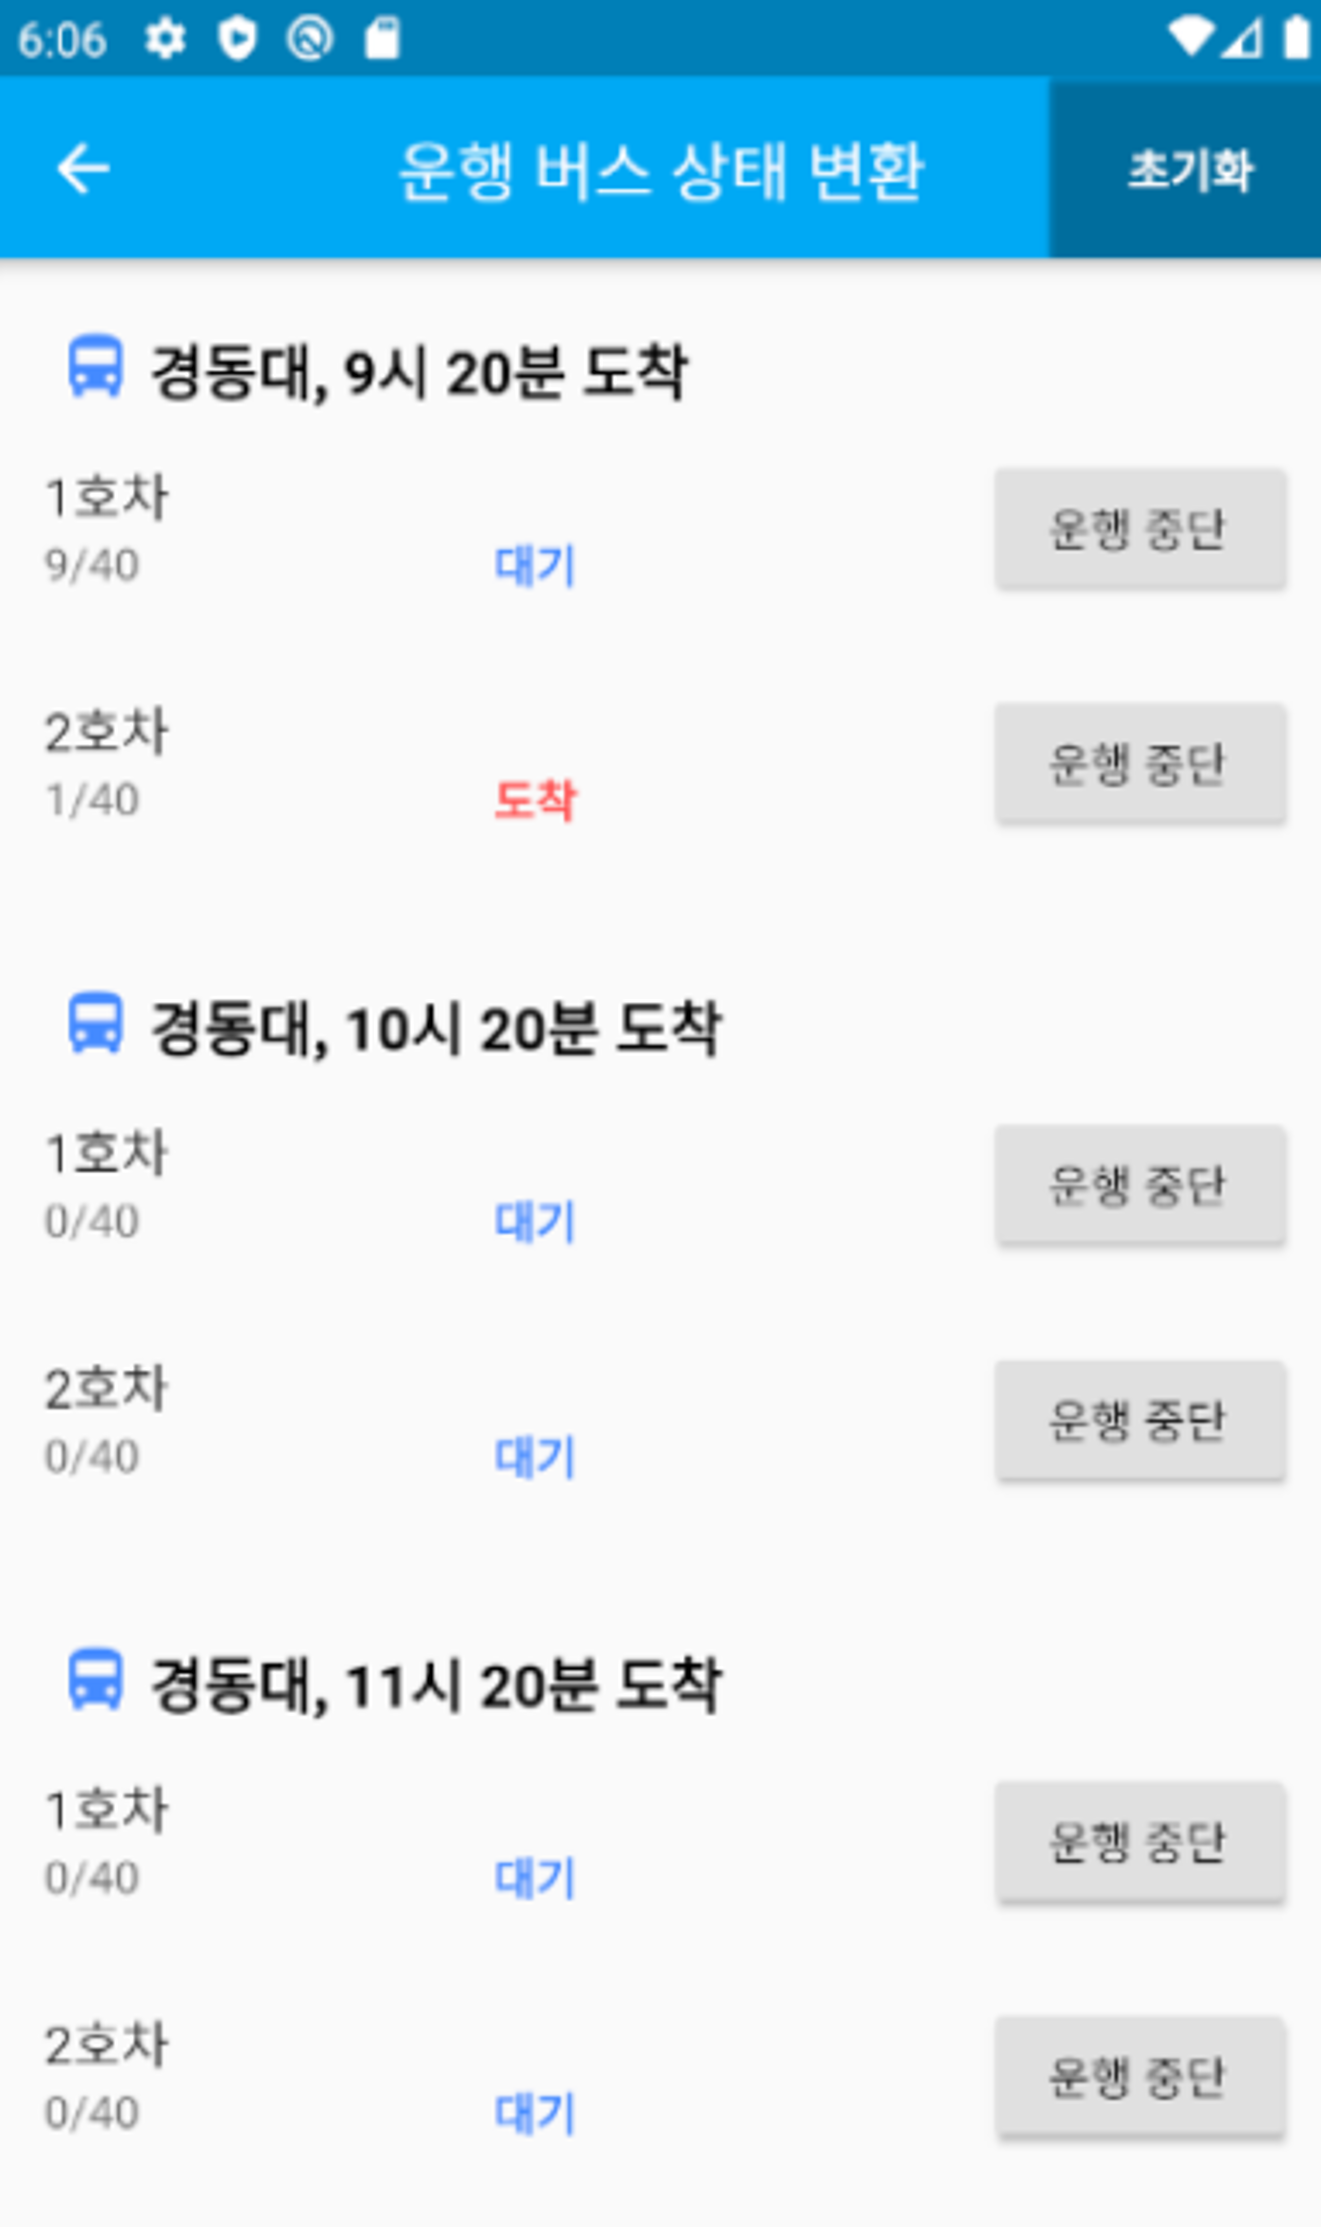 6:06
운행 버스 상태 변환
초기화
경동대, 9시 20분 도착
1호차
9/40
대기
운행 중단
2호차
1/40
도착
운행 중단
경동대, 10시 20분 도착
1호차
0/40
대기
운행 중단
2호차
0/40
대기
운행 중단
경동대, 11시 20분 도착
1호차
0/40
대기
운행 중단
2호차
0/40
대기
운행 중단